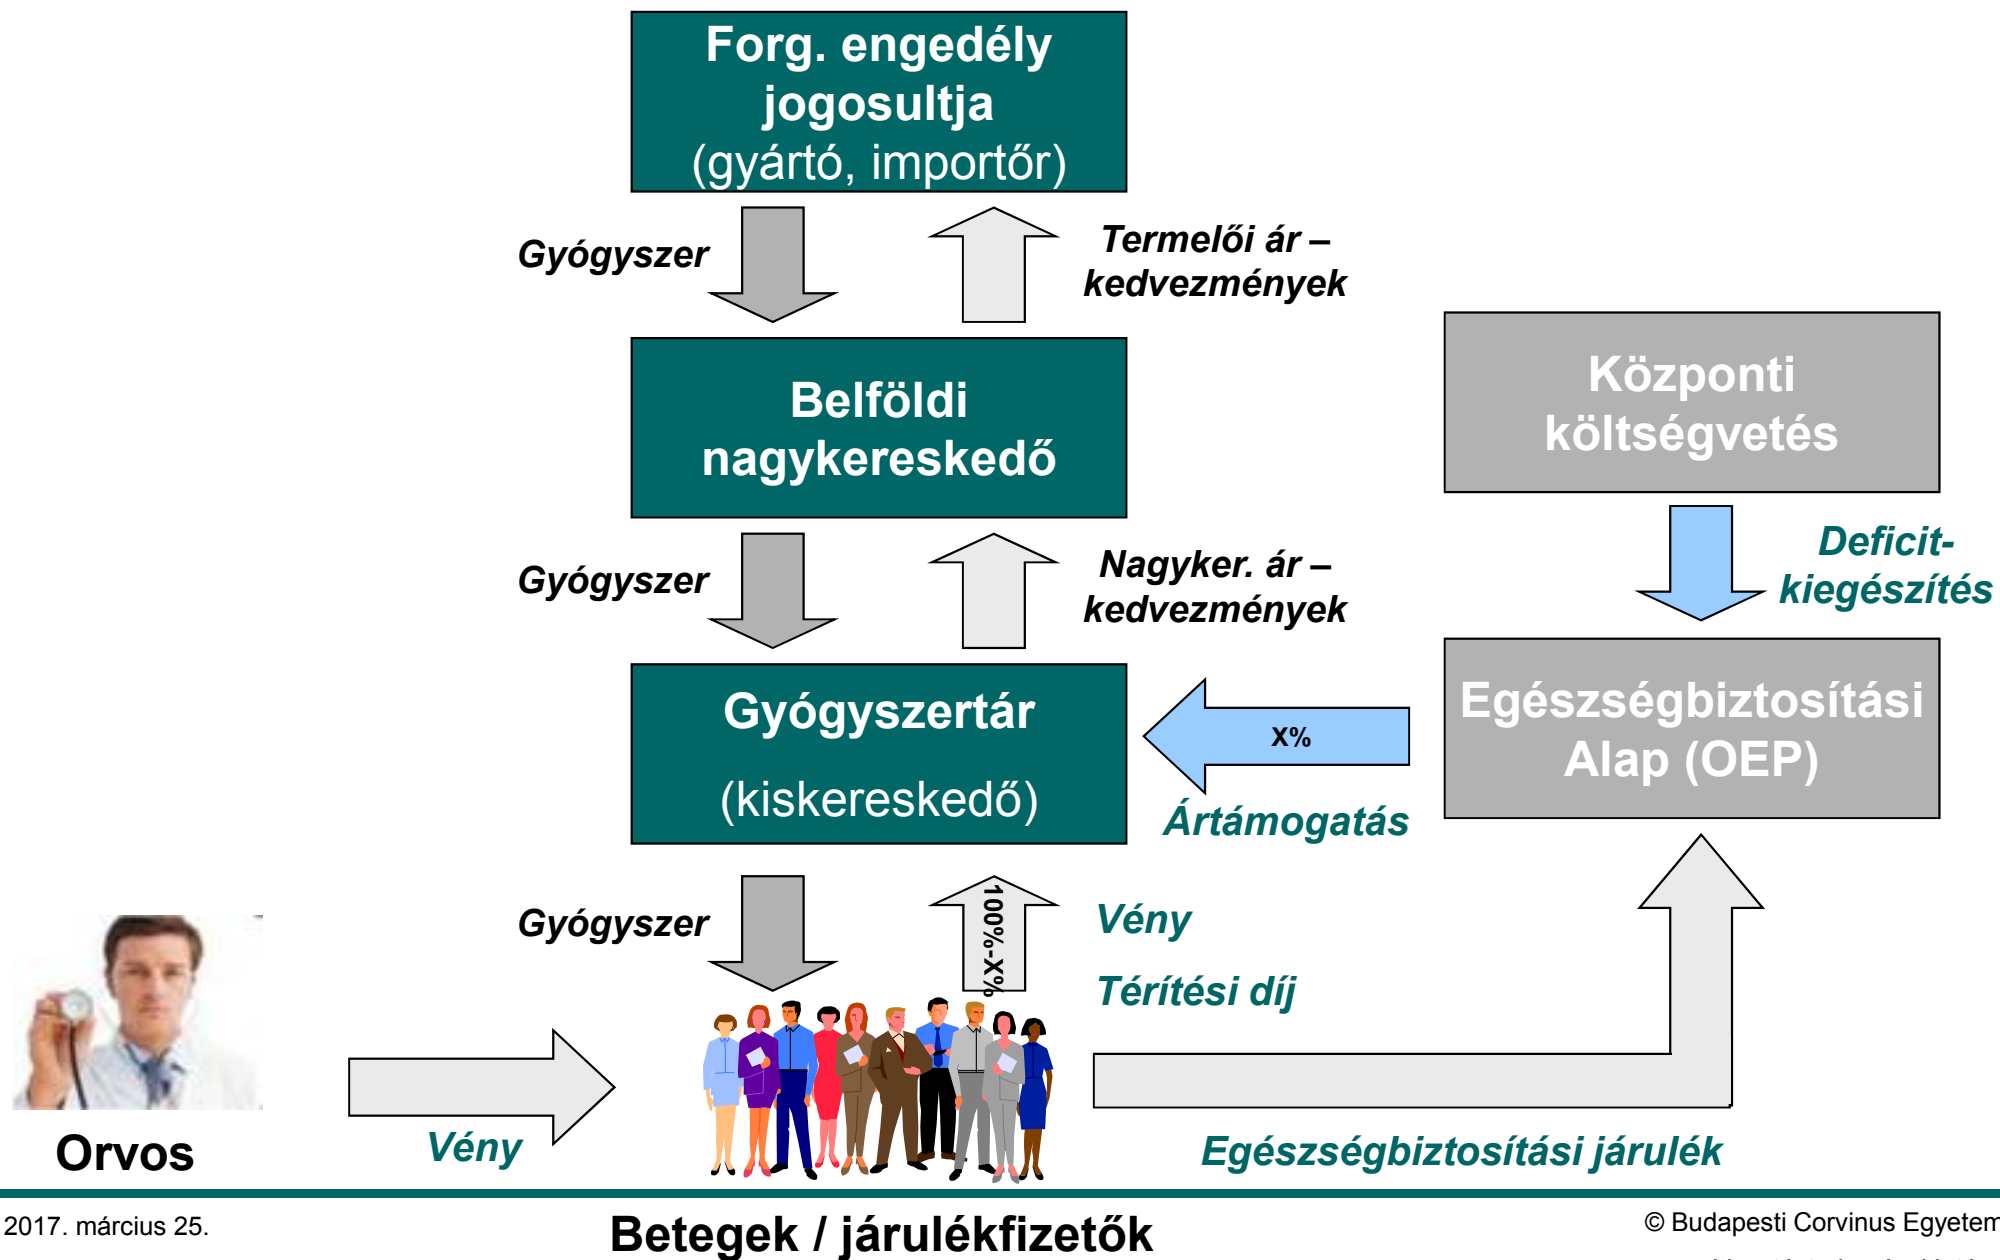 Forg. engedély
jogosultja
(gyártó, importőr)
Gyógyszer
Termelői ár –
kedvezmények
Belföldi
nagykereskedő
Központi
költségvetés
Gyógyszer
Nagyker. ár –
kedvezmények
Deficit-
kiegészítés
Gyógyszertár
(kiskereskedő)
X%
Ártámogatás
Egészségbiztosítási
Alap (OEP)
Gyógyszer
100%-X%
Vény
Térítési díj
Orvos
Vény
Egészségbiztosítási járulék
Betegek / járulékfizetők
2017. március 25.
© Budapesti Corvinus Egyetem